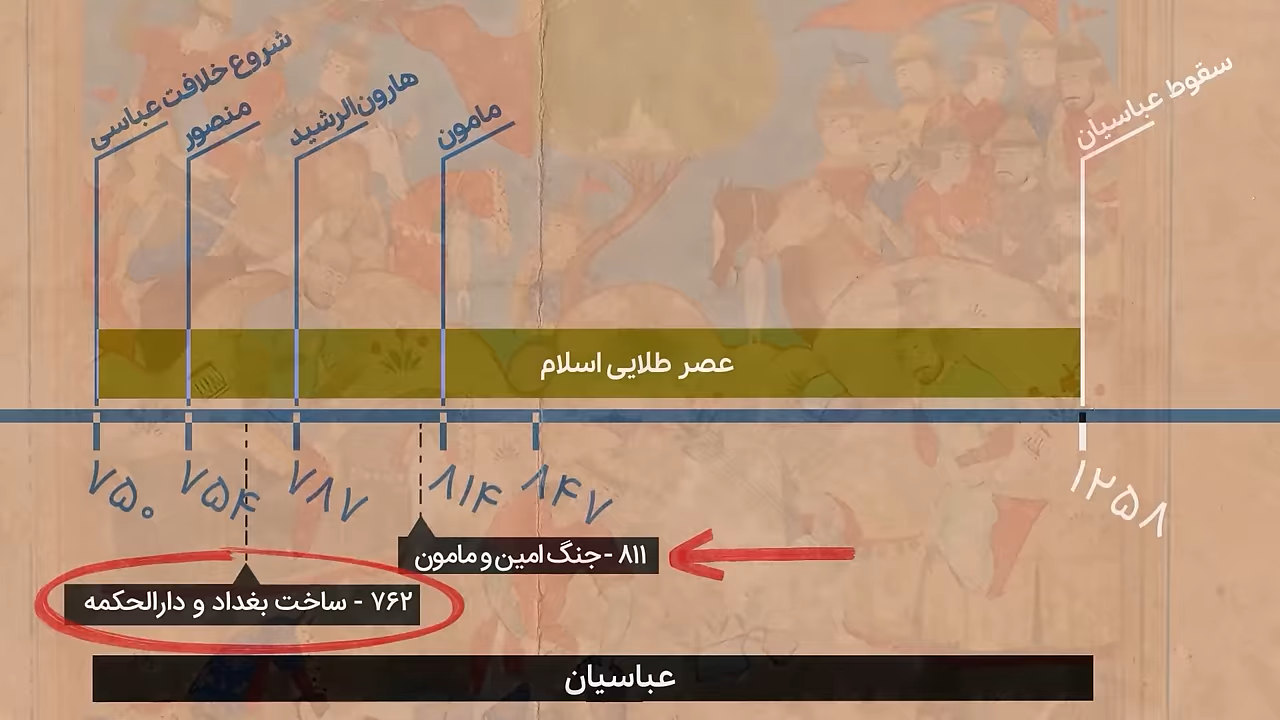 شروع خلافت عباسی
منصور
هارون‌الرشید
مامون
سقوط عباسیان
عصر طلایی اسلام
۷۵۰
۷۵۴
۷۸۷
۸۱۴
۸۴۷
۱۲۵۸
۸۱۱ - جنگ امین و مامون
۷۶۲ - ساخت بغداد و دارالحکمه
عباسیان